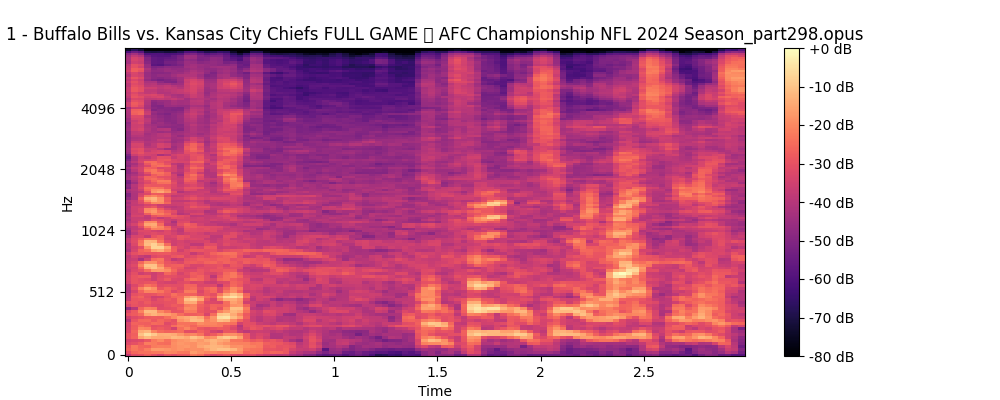 1 - Buffalo Bills vs. Kansas City Chiefs FULL GAME AFC Championship NFL 2024 Season_part298.opus
+0 dB
-10 dB
-20 dB
-30 dB
-40 dB
-50 dB
-60 dB
-70 dB
-80 dB
4096
2048
1024
512
0
Hz
0
0.5
1
1.5
2
2.5
Time